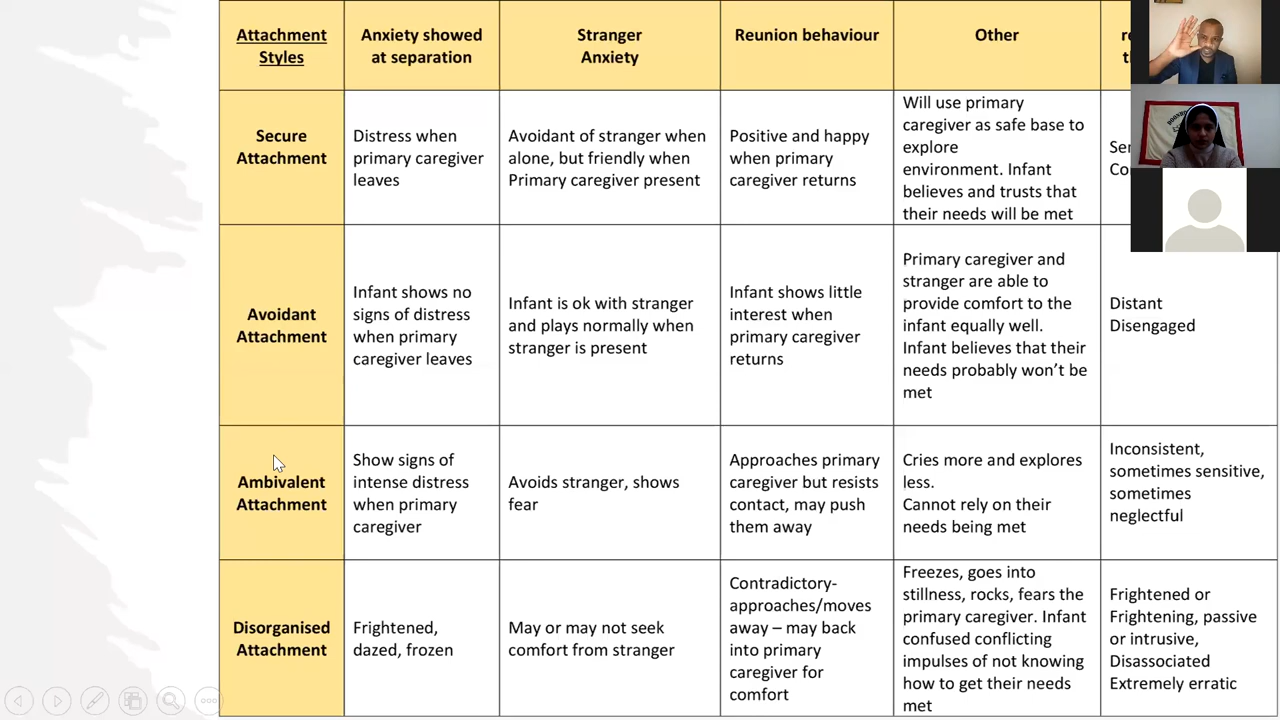 Attachment
Styles
Anxiety showed
at separation
Stranger
Anxiety
Reunion behaviour
Other
Secure
Attachment
Distress when
primary caregiver
leaves
Avoidant of stranger when
alone, but friendly when
Primary caregiver present
Positive and happy
when primary
caregiver returns
Will use primary
caregiver as safe base to
explore
environment. Infant
believes and trusts that
their needs will be met
Avoidant
Attachment
Infant shows no
signs of distress
when primary
caregiver leaves
Infant is ok with stranger
and plays normally when
stranger is present
Infant shows little
interest when
primary caregiver
returns
Primary caregiver and
stranger are able to
provide comfort to the
infant equally well.
Infant believes that their
needs probably won’t be
met
Distant
Disengaged
Ambivalent
Attachment
Show signs of
intense distress
when primary
caregiver
Avoids stranger, shows
fear
Approaches primary
caregiver but resists
contact, may push
them away
Cries more and explores
less.
Cannot rely on their
needs being met
Inconsistent,
sometimes sensitive,
sometimes
neglectful
Disorganised
Attachment
Frightened,
dazed, frozen
May or may not seek
comfort from stranger
Contradictory-
approaches/moves
away – may back
into primary
caregiver for
comfort
Freezes, goes into
stillness, rocks, fears the
primary caregiver. Infant
confused conflicting
impulses of not knowing
how to get their needs
met
Frightened or
Frightening, passive
or intrusive,
Disassociated
Extremely erratic